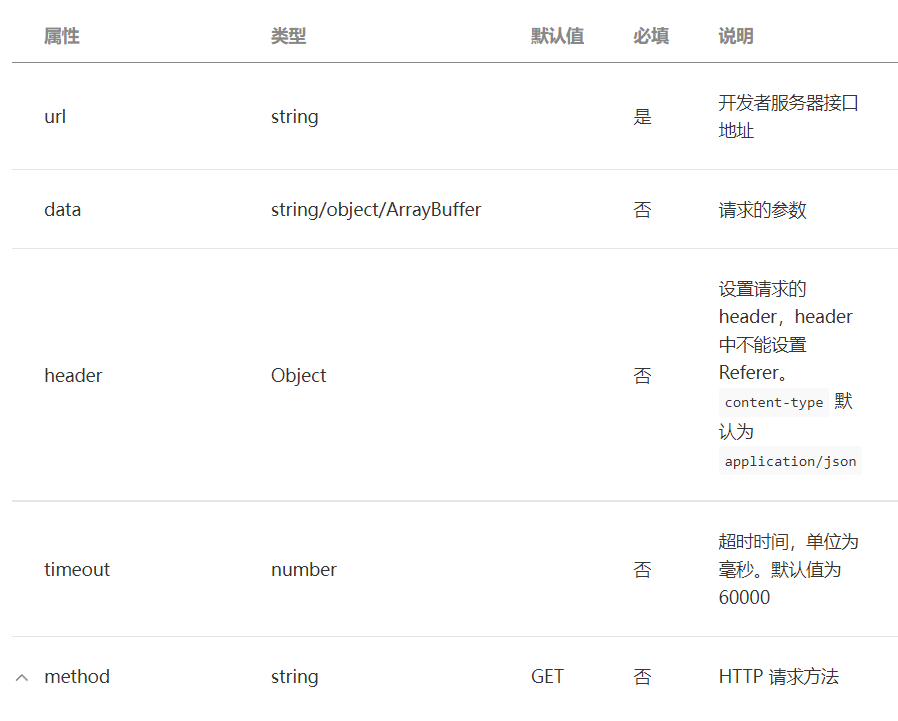 属性 类型 默认值 必填 说明
url string 是 开发者服务器接口
地址
data string/object/ArrayBuffer 否 请求的参数
设置请求的
header，header
中不能设置
header Object 否 Referer。
content-type 默
认为
application/json
超时时间，单位为
timeout number 否 毫秒。默认值为
60000
method string GET 否 HTTP 请求方法